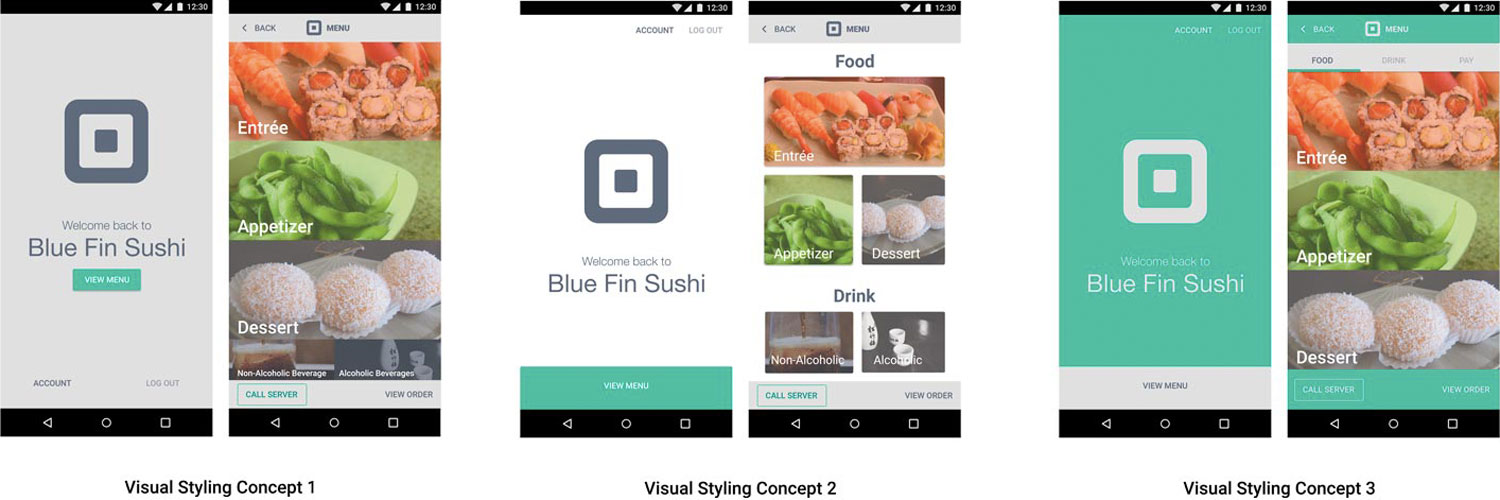 12:30
Welcome back to
Blue Fin Sushi
VIEW MENU
ACCOUNT
LOG OUT
12:30
BACK
MENU
Entrée
Appetizer
Dessert
Non-Alcoholic Beverage
Alcoholic Beverages
CALL SERVER
VIEW ORDER
Visual Styling Concept 1
12:30
ACCOUNT
LOG OUT
Welcome back to
Blue Fin Sushi
VIEW MENU
12:30
BACK
MENU
Food
Entrée
Appetizer
Dessert
Drink
Non-Alcoholic
Alcoholic
CALL SERVER
VIEW ORDER
Visual Styling Concept 2
12:30
ACCOUNT
LOG OUT
Welcome back to
Blue Fin Sushi
VIEW MENU
12:30
BACK
MENU
FOOD
DRINK
PAY
Entrée
Appetizer
Dessert
CALL SERVER
VIEW ORDER
Visual Styling Concept 3